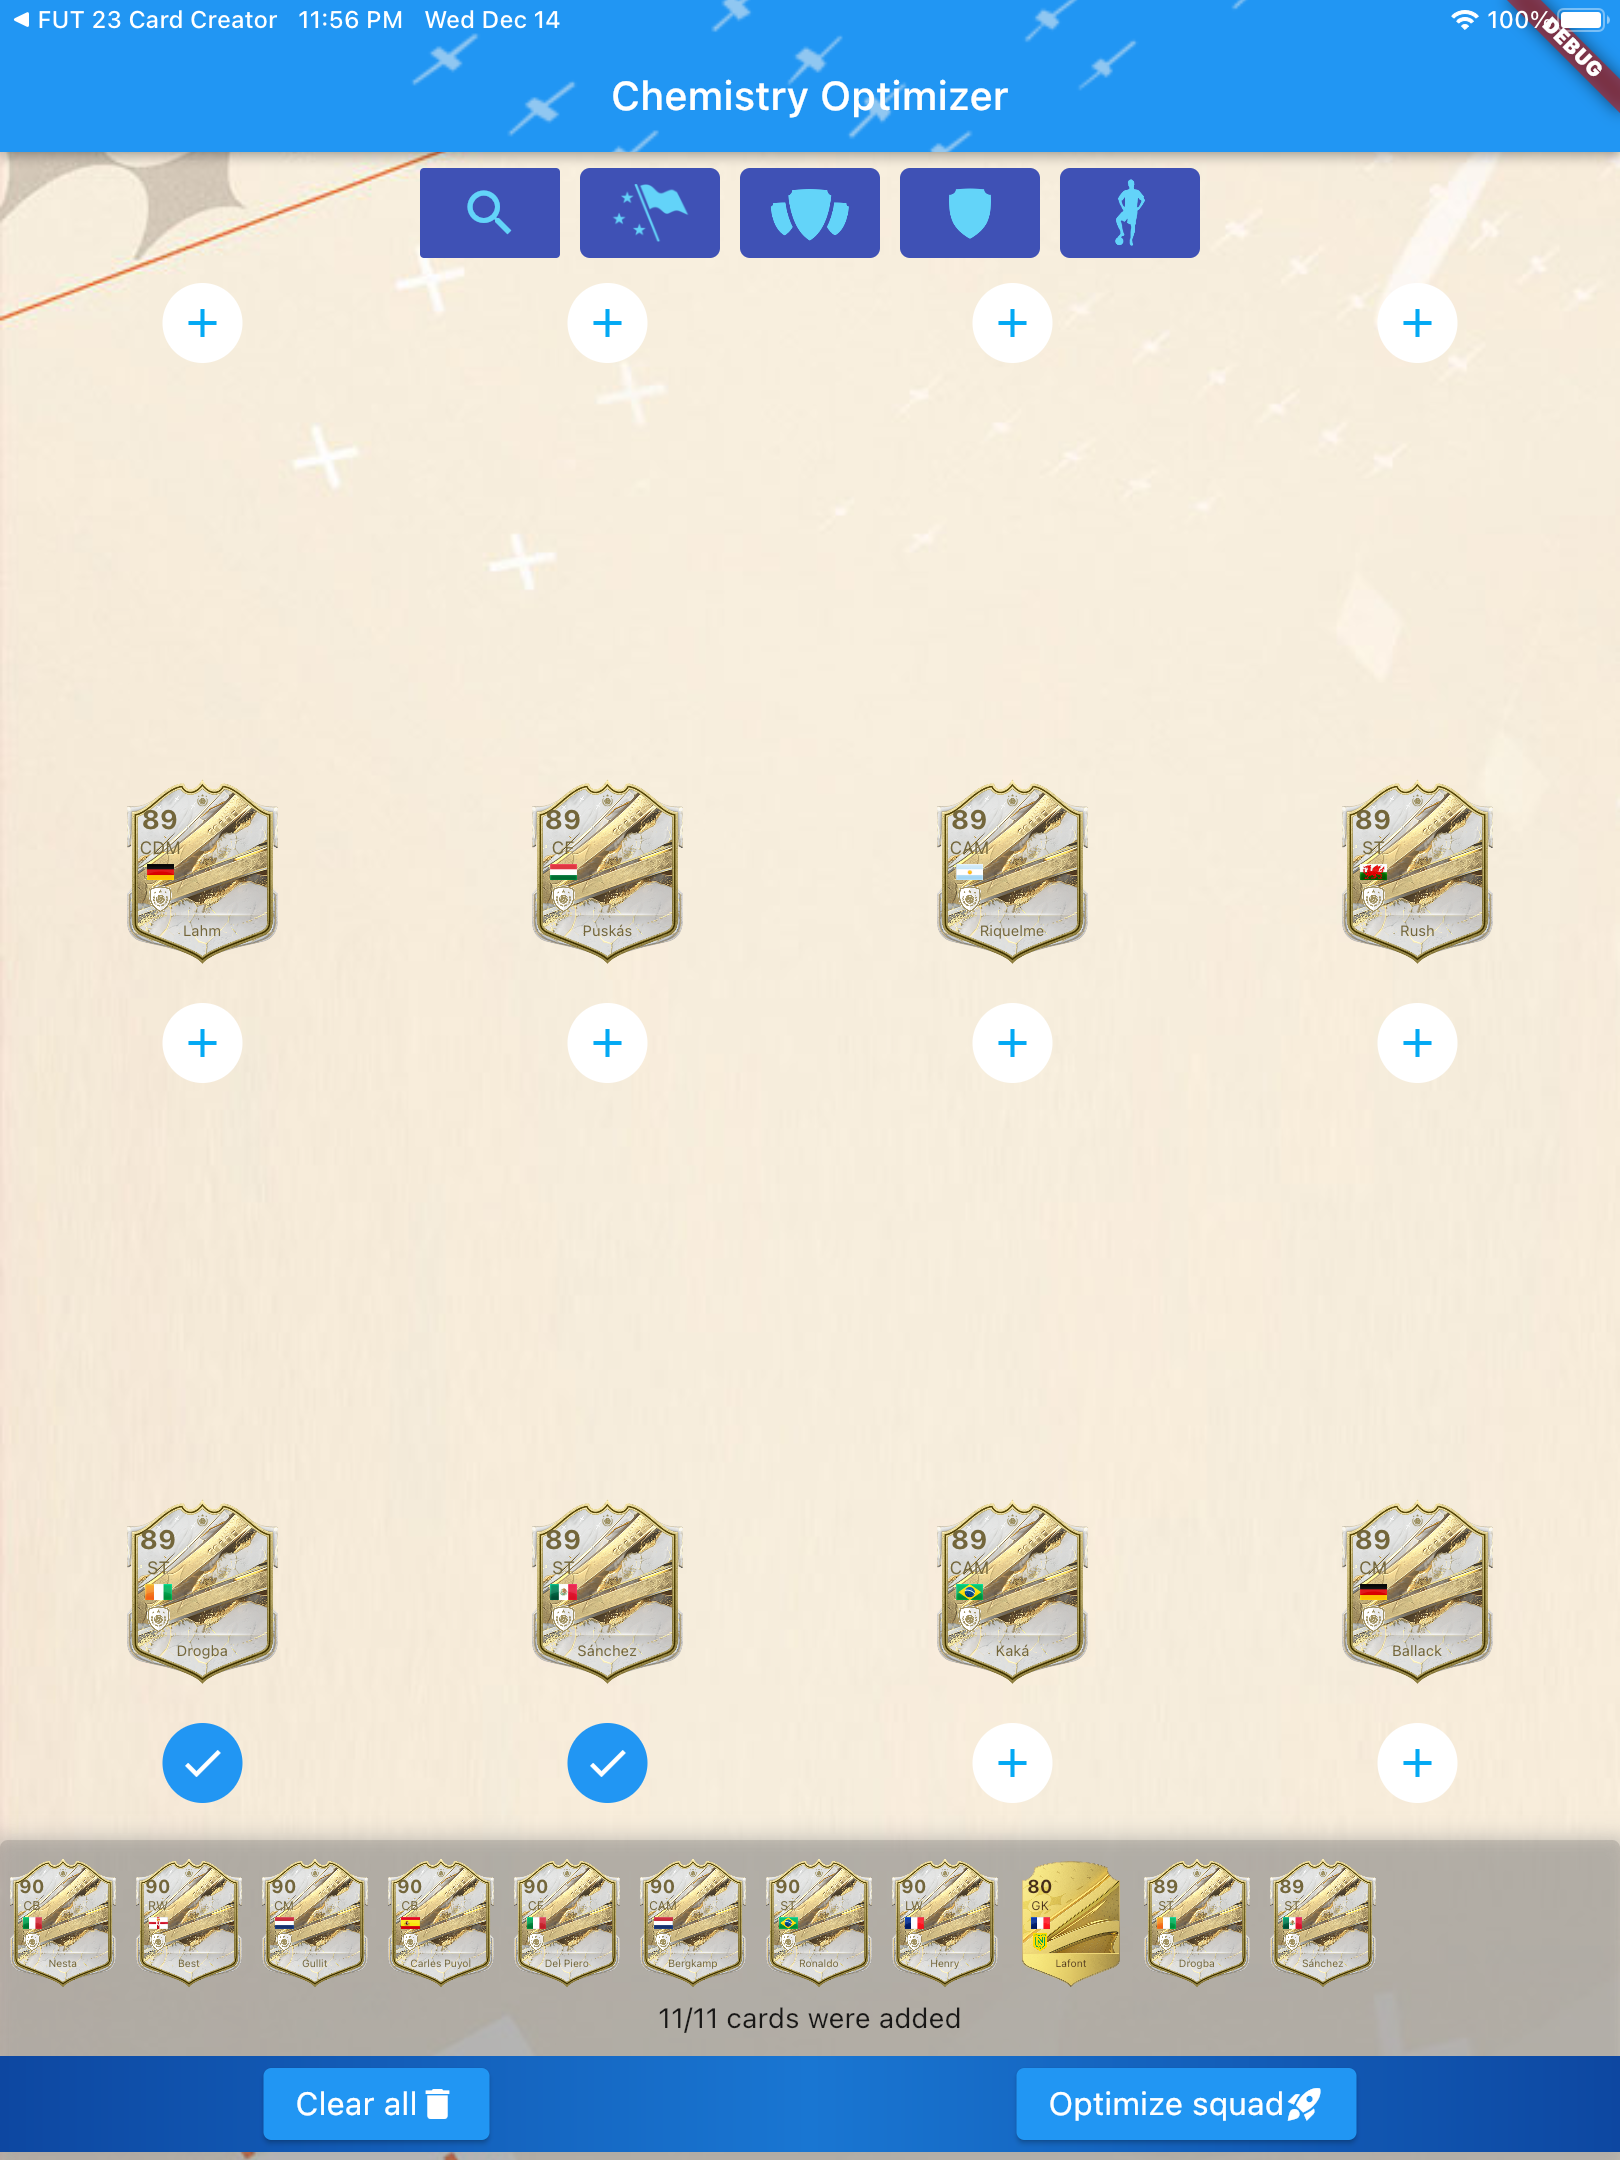 ◀ FUT 23 Card Creator 11:56 PM Wed Dec 14 100%
DEBUG
Chemistry Optimizer
89 89 89 89
CDM CF CAM ST
Lahm Puskás Riquelme Rush
89 89 89 89
ST ST CAM CM
Drogba Sánchez Kaká Ballack
90 90 90 90 90 90 90 90 80 89 89
CB RW CM CB CF CAM ST LW GK ST ST
Nesta Best Gullit Carles Puyol Del Piero Bergkamp Ronaldo Henry Lafont Drogba Sánchez
11/11 cards were added
Clear all Optimize squad